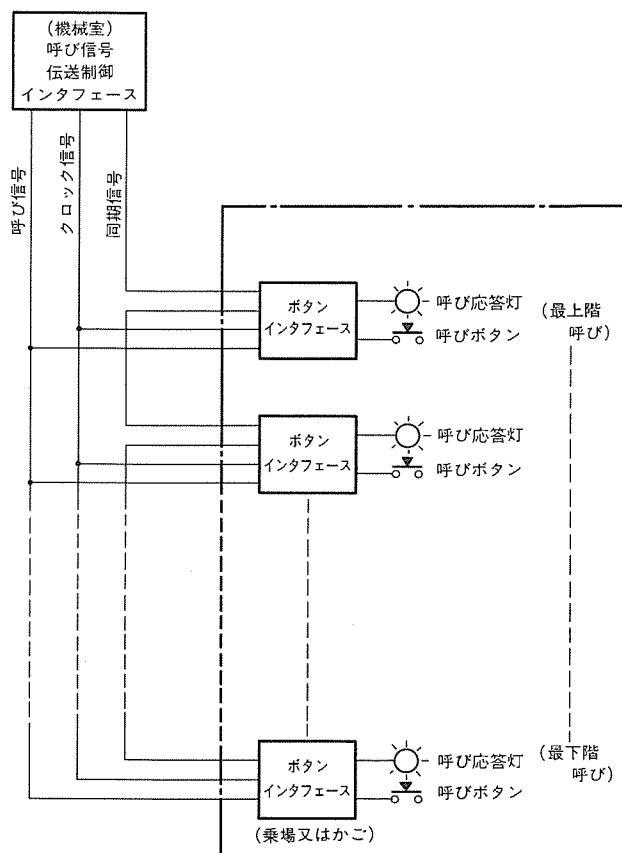 (機械室)
呼び信号
伝送制御
インタフェース
呼び信号
クロック信号
同期信号
ボタン
インタフェース
呼び応答灯
呼びボタン
(最上階
呼び)
ボタン
インタフェース
呼び応答灯
呼びボタン
ボタン
インタフェース
呼び応答灯
呼びボタン
(最下階
呼び)
(乗場又はかご)